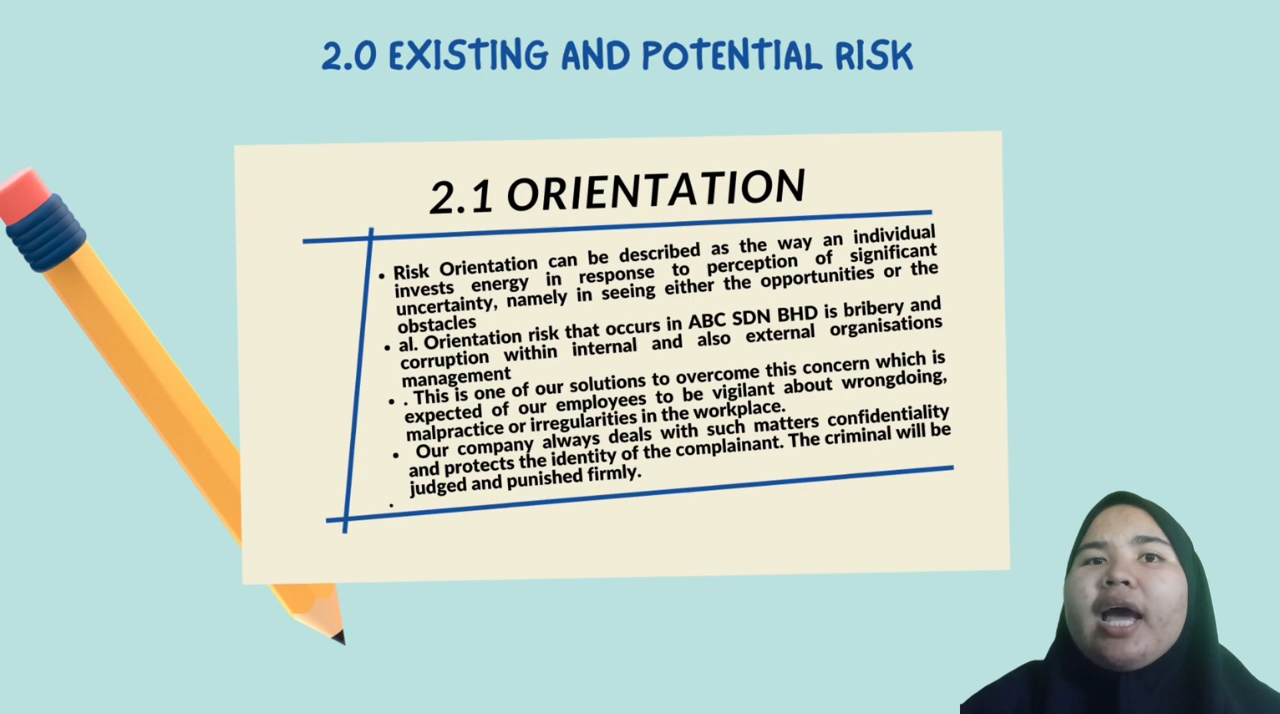 2.0 EXISTING AND POTENTIAL RISK
2.1 ORIENTATION
• Risk Orientation can be described as the way an individual
invests energy in response to perception of significant
uncertainty, namely in seeing either the opportunities or the
obstacles
• al. Orientation risk that occurs in ABC SDN BHD is bribery and
corruption within internal and also external organisations
management
• . This is one of our solutions to overcome this concern which is
expected of our employees to be vigilant about wrongdoing,
malpractice or irregularities in the workplace.
• Our company always deals with such matters confidentiality
and protects the identity of the complainant. The criminal will be
judged and punished firmly.
•